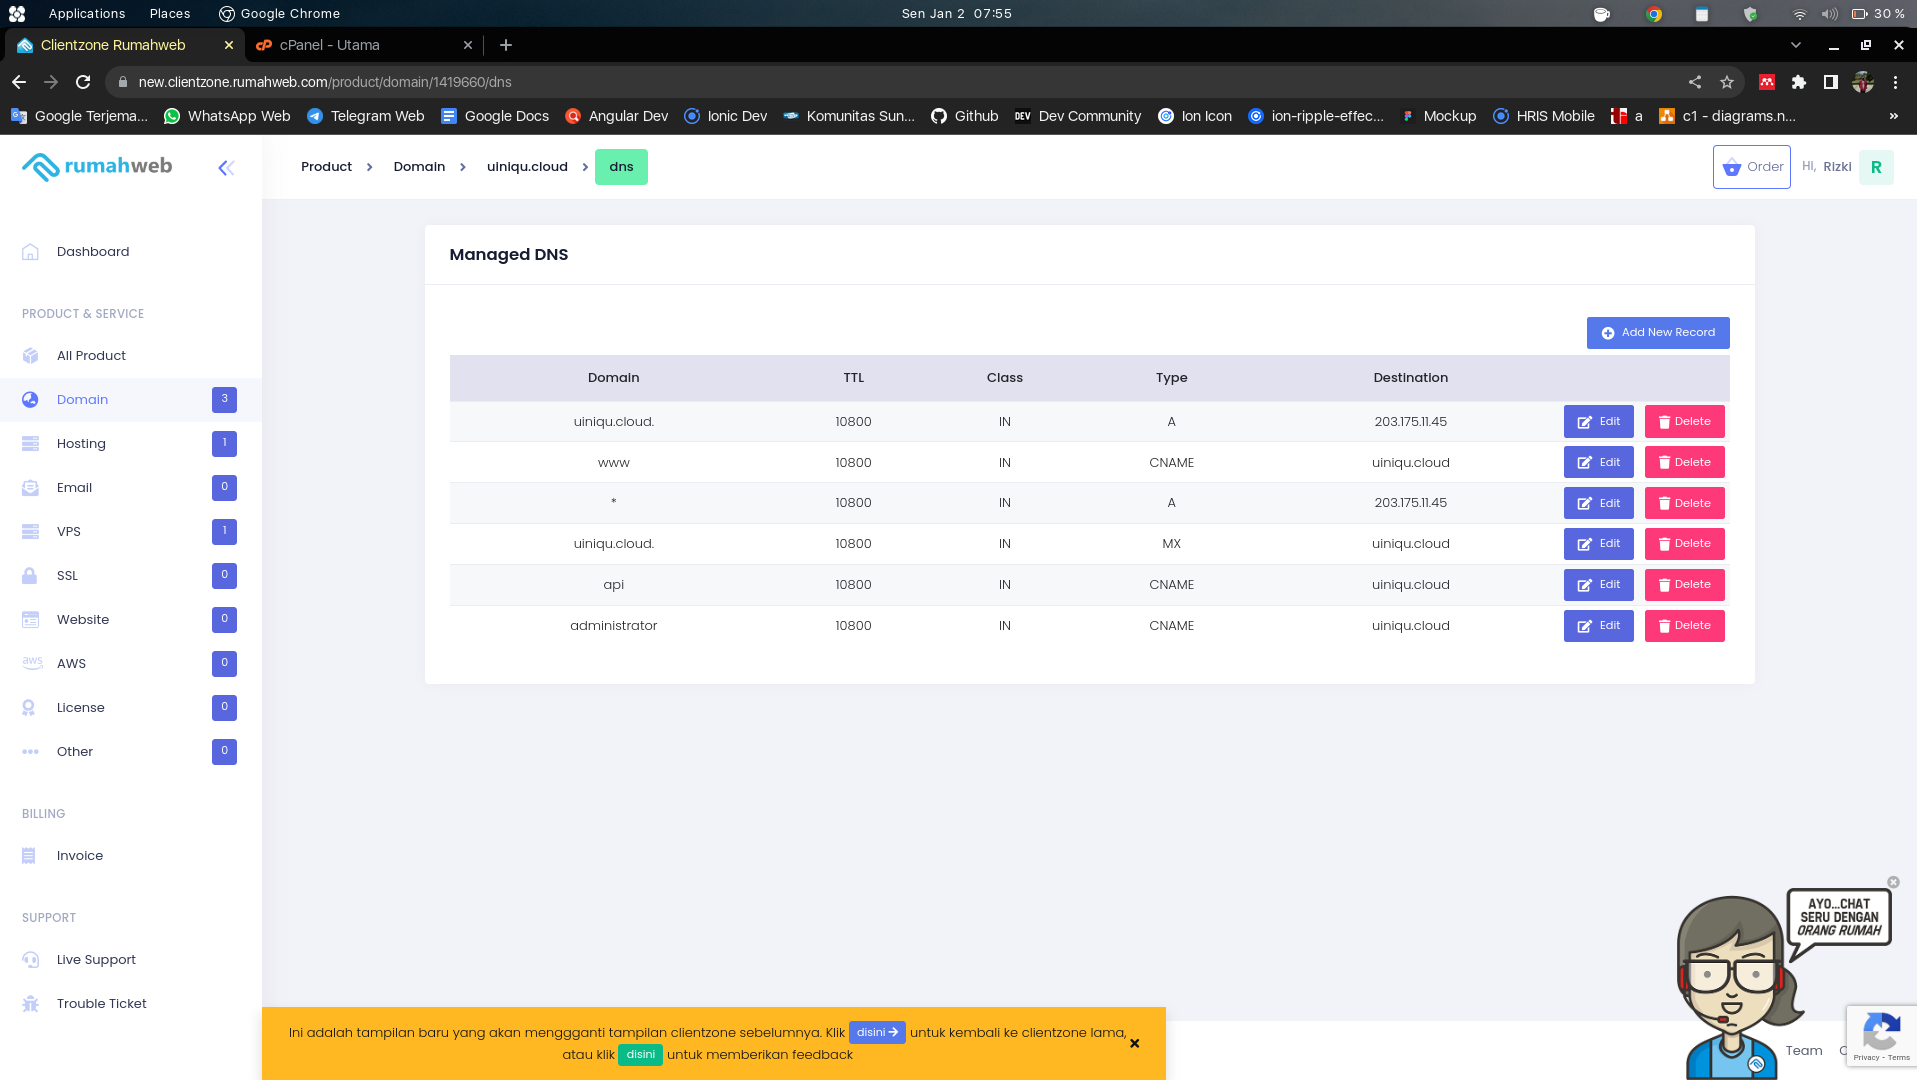 Applications Places Google Chrome Sen Jan 2 07:55 30 %
Clientzone Rumahweb cPanel - Utama
new.clientzone.rumahweb.com/product/domain/1419660/dns
Google Terjema... WhatsApp Web Telegram Web Google Docs Angular Dev Ionic Dev Komunitas Sun... Github DEV Dev Community Ion Icon ion-ripple-effec... Mockup HRIS Mobile a c1 - diagrams.n... »
rumahweb
Product Domain uiniqu.cloud dns Order Hi, Rizki R
Dashboard
PRODUCT & SERVICE
All Product
Domain 3
Hosting 1
Email 0
VPS 1
SSL 0
Website 0
aws AWS 0
License 0
Other 0
BILLING
Invoice
SUPPORT
Live Support
Trouble Ticket
Managed DNS
Add New Record
Domain TTL Class Type Destination
uiniqu.cloud. 10800 IN A 203.175.11.45 Edit Delete
www 10800 IN CNAME uiniqu.cloud Edit Delete
* 10800 IN A 203.175.11.45 Edit Delete
uiniqu.cloud. 10800 IN MX uiniqu.cloud Edit Delete
api 10800 IN CNAME uiniqu.cloud Edit Delete
administrator 10800 IN CNAME uiniqu.cloud Edit Delete
AYO...CHAT
SERU DENGAN
ORANG RUMAH
Ini adalah tampilan baru yang akan menggganti tampilan clientzone sebelumnya. Klik disini untuk kembali ke clientzone lama,
atau klik disini untuk memberikan feedback
Team C
Privacy - Terms